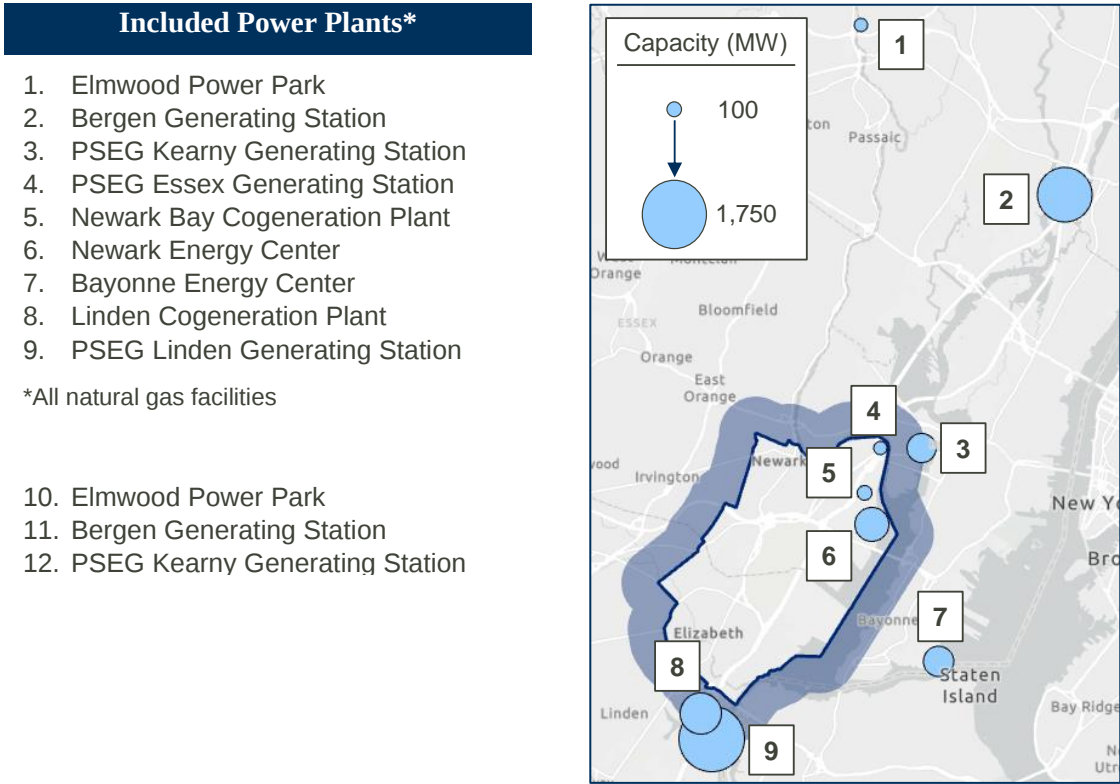 Included Power Plants*
1. Elmwood Power Park
2. Bergen Generating Station
3. PSEG Kearny Generating Station
4. PSEG Essex Generating Station
5. Newark Bay Cogeneration Plant
6. Newark Energy Center
7. Bayonne Energy Center
8. Linden Cogeneration Plant
9. PSEG Linden Generating Station
*All natural gas facilities
10. Elmwood Power Park
11. Bergen Generating Station
12. PSEG Kearny Generating Station
Capacity (MW)
100
1,750
1
Passaic
2
Orange
Bloomfield
ESSEX
Orange
East
Orange
4
3
Newark
5
Irvington
New Yo
6
Bro
Bayonne
7
Elizabeth
8
Staten
Island
Linden
Bay Ridge
9
Utr